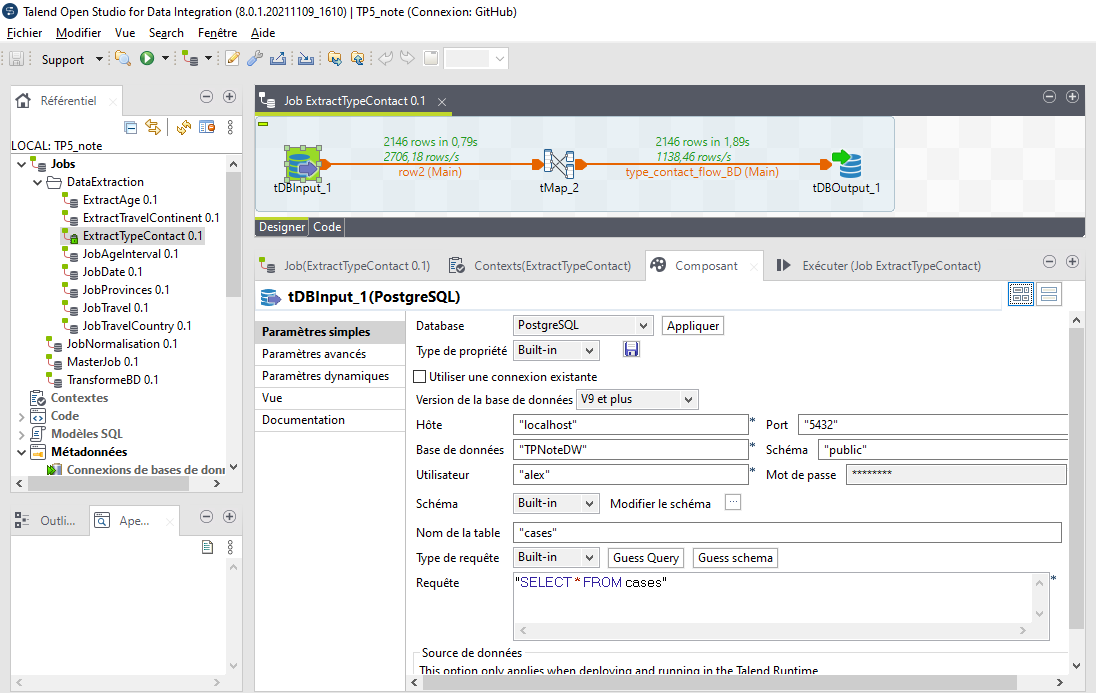 Talend Open Studio for Data Integration (8.0.1.20211109_1610) | TP5_note (Connexion: GitHub)
Fichier Modifier Vue Search Fenêtre Aide
Support
Référentiel
LOCAL: TP5_note
Jobs
DataExtraction
ExtractAge 0.1
ExtractTravelContinent 0.1
ExtractTypeContact 0.1
JobAgeInterval 0.1
JobDate 0.1
JobProvinces 0.1
JobTravel 0.1
JobTravelCountry 0.1
JobNormalisation 0.1
MasterJob 0.1
TransformeBD 0.1
Contextes
Code
Modèles SQL
Métadonnées
Connexions de bases de donn
Outli...
Ape...
Job ExtractTypeContact 0.1
2146 rows in 0,79s
2706,18 rows/s
row2 (Main)
2146 rows in 1,89s
1138,46 rows/s
type_contact_flow_BD (Main)
tDBInput_1
tMap_2
tDBOutput_1
Designer Code
Job(ExtractTypeContact 0.1)
Contexts(ExtractTypeContact)
Composant
Exécuter (Job ExtractTypeContact)
tDBInput_1(PostgreSQL)
Paramètres simples
Paramètres avancés
Paramètres dynamiques
Vue
Documentation
Database PostgreSQL Appliquer
Type de propriété Built-in
Utiliser une connexion existante
Version de la base de données V9 et plus
Hôte "localhost" * Port "5432"
Base de données "TPNoteDW" * Schéma "public"
Utilisateur "alex" * Mot de passe ********
Schéma Built-in Modifier le schéma ...
Nom de la table "cases"
Type de requête Built-in Guess Query Guess schema
Requête "SELECT * FROM cases" *
Source de données
This option only applies when deploying and running in the Talend Runtime